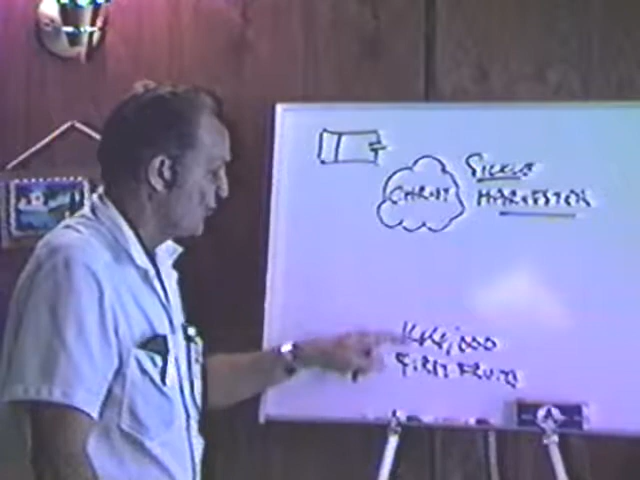 SICKLE
CHRIST
HARVESTER
144,000
FIRST FRUITS